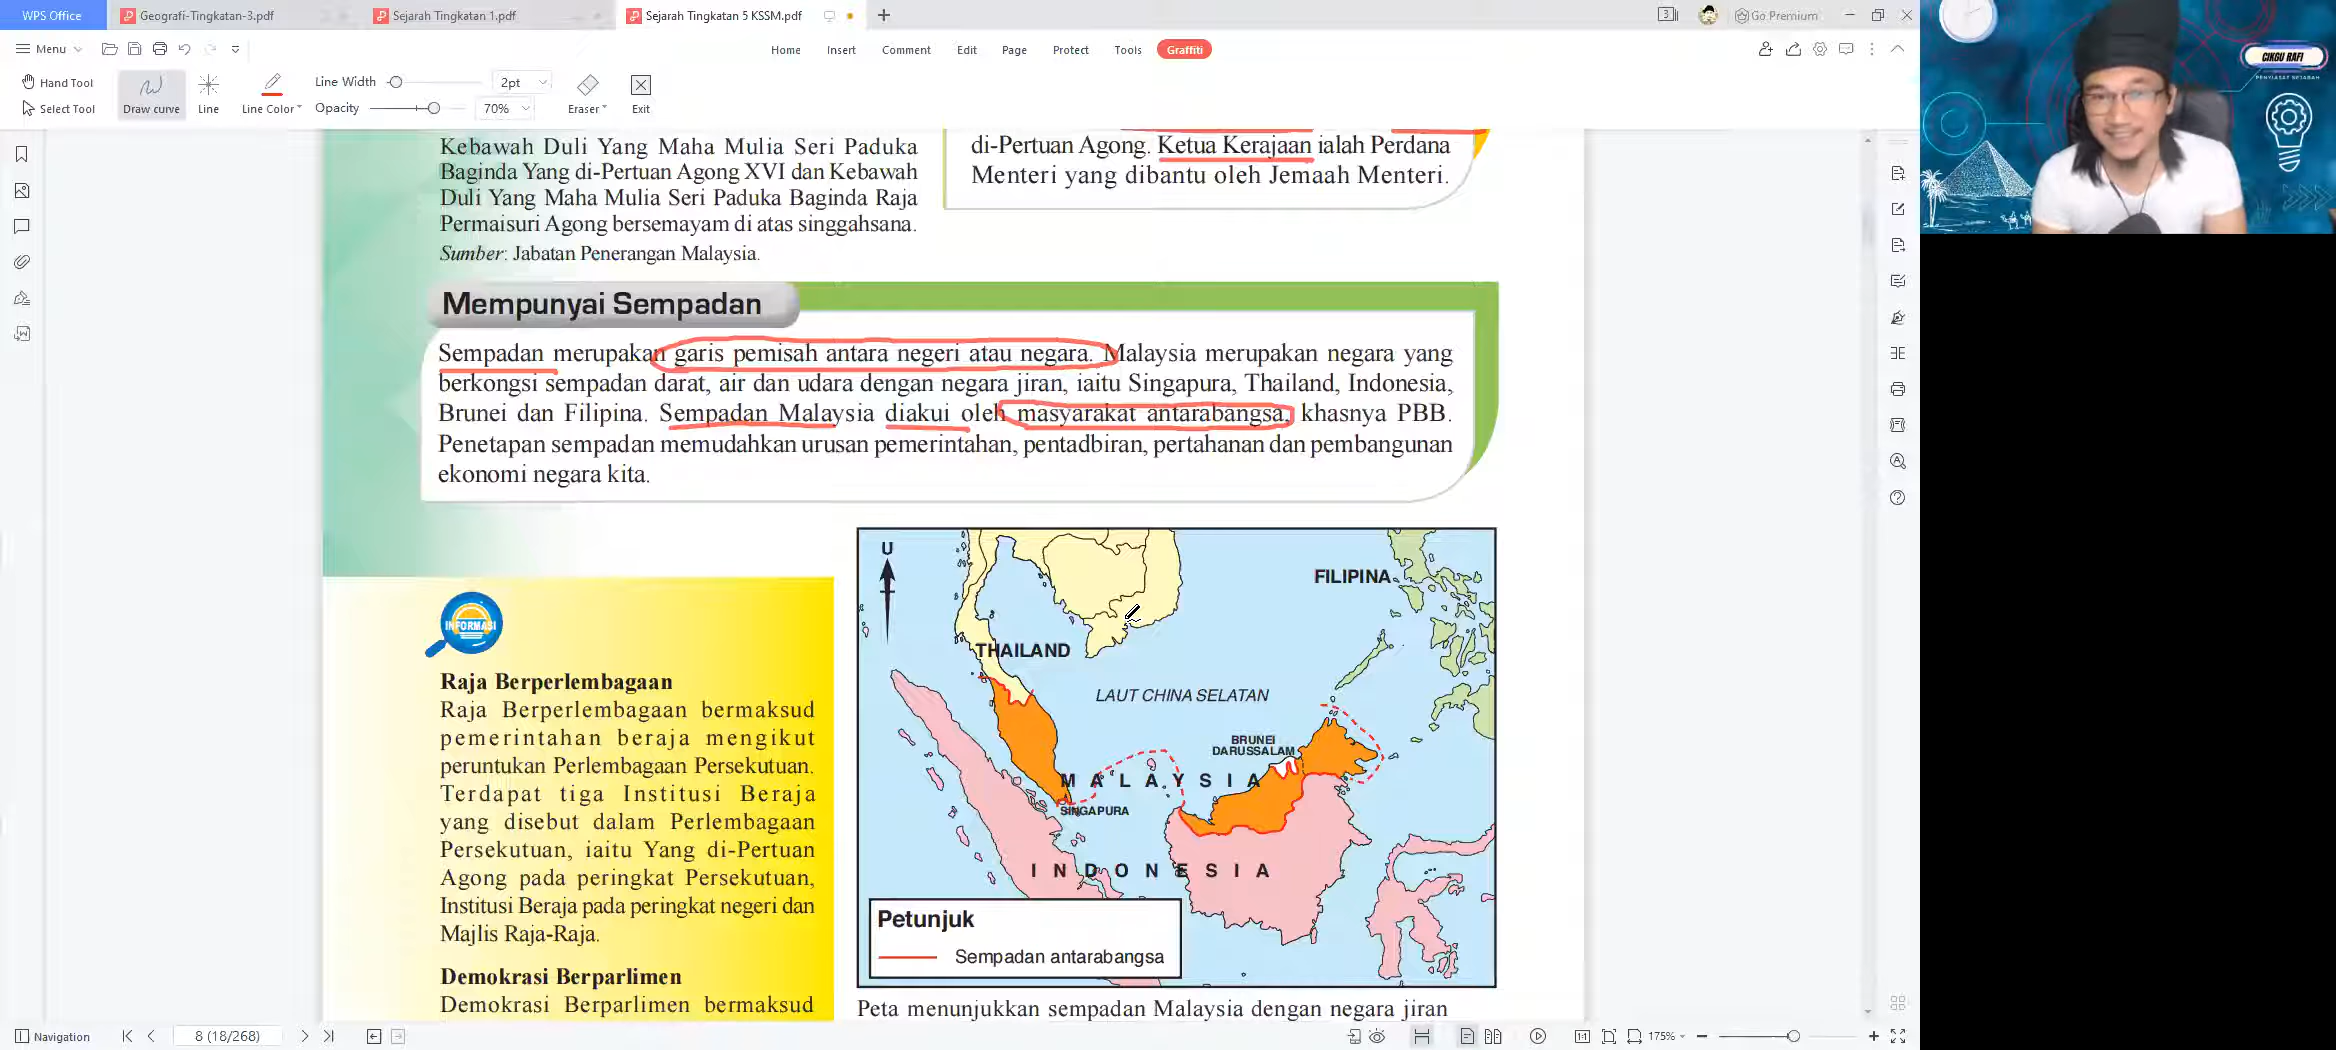 WPS Office
Geografi-Tingkatan-3.pdf
Sejarah Tingkatan 1.pdf
Sejarah Tingkatan 5 KSSM.pdf
3
Go Premium
Menu
Home
Insert
Comment
Edit
Page
Protect
Tools
Graffiti
Hand Tool
Select Tool
Draw curve
Line
Line Color
Line Width
2pt
Opacity
70%
Eraser
Exit
CIKGU RAFI
PENYIASAT SEJARAH
Kebawah Duli Yang Maha Mulia Seri Paduka
Baginda Yang di-Pertuan Agong XVI dan Kebawah
Duli Yang Maha Mulia Seri Paduka Baginda Raja
Permaisuri Agong bersemayam di atas singgahsana.
Sumber: Jabatan Penerangan Malaysia.
di-Pertuan Agong. Ketua Kerajaan ialah Perdana
Menteri yang dibantu oleh Jemaah Menteri.
Mempunyai Sempadan
Sempadan merupakan garis pemisah antara negeri atau negara. Malaysia merupakan negara yang
berkongsi sempadan darat, air dan udara dengan negara jiran, iaitu Singapura, Thailand, Indonesia,
Brunei dan Filipina. Sempadan Malaysia diakui oleh masyarakat antarabangsa, khasnya PBB.
Penetapan sempadan memudahkan urusan pemerintahan, pentadbiran, pertahanan dan pembangunan
ekonomi negara kita.
INFORMASI
Raja Berperlembagaan
Raja Berperlembagaan bermaksud
pemerintahan beraja mengikut
peruntukan Perlembagaan Persekutuan.
Terdapat tiga Institusi Beraja
yang disebut dalam Perlembagaan
Persekutuan, iaitu Yang di-Pertuan
Agong pada peringkat Persekutuan,
Institusi Beraja pada peringkat negeri dan
Majlis Raja-Raja.
Demokrasi Berparlimen
Demokrasi Berparlimen bermaksud
U
FILIPINA
THAILAND
LAUT CHINA SELATAN
BRUNEI
DARUSSALAM
MALAYSIA
SINGAPURA
INDONESIA
Petunjuk
Sempadan antarabangsa
Peta menunjukkan sempadan Malaysia dengan negara jiran
Navigation
8 (18/268)
1:1
175%